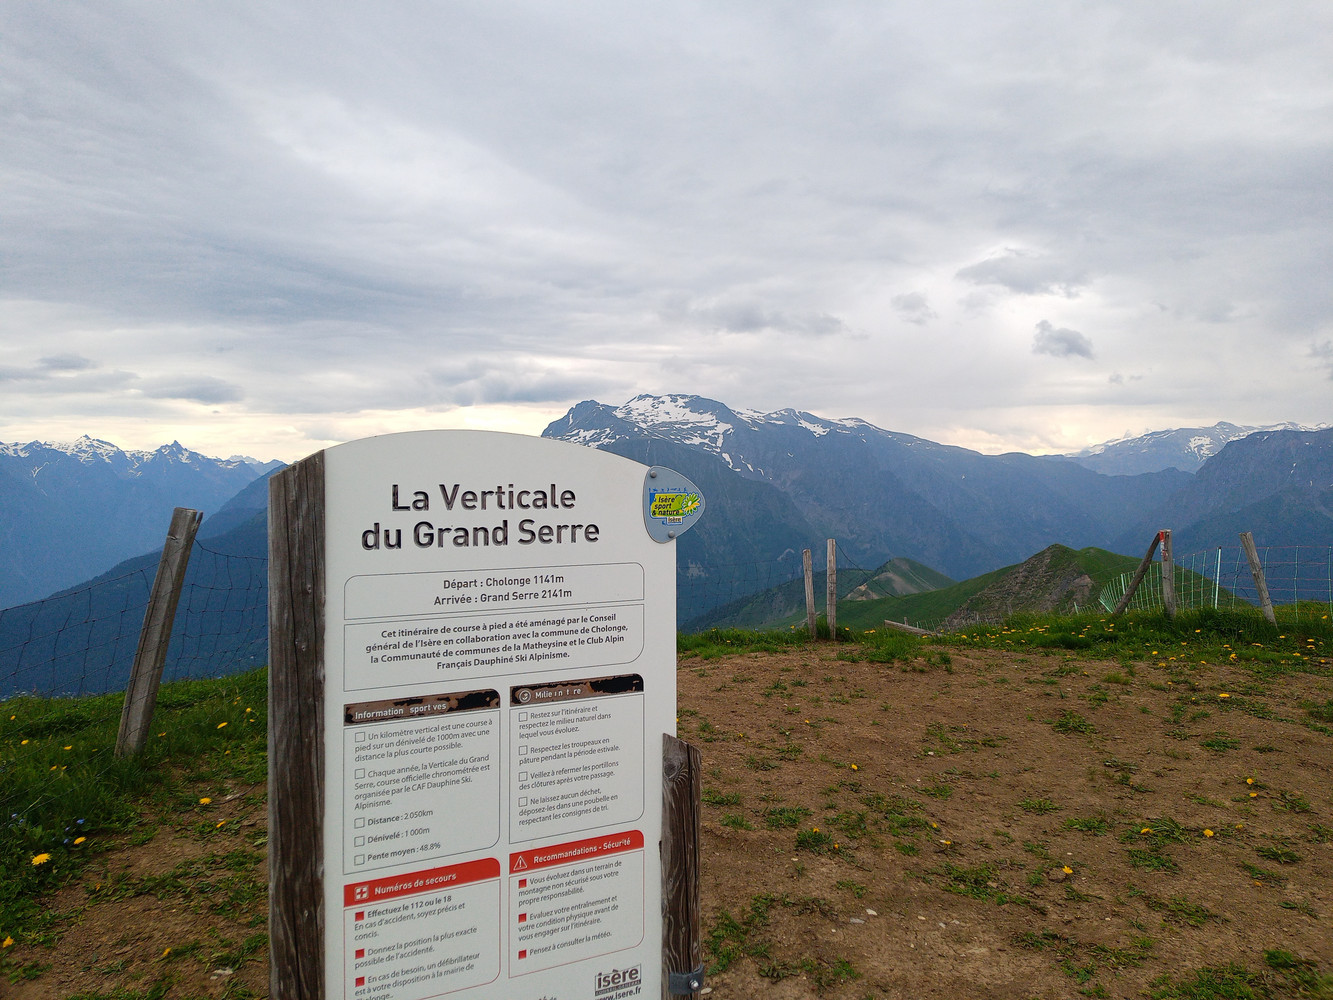 La Verticale
du Grand Serre
Isère
sport
& nature
isère
Départ : Cholonge 1141m
Arrivée : Grand Serre 2141m
Cet itinéraire de course à pied a été aménagé par le Conseil
général de l'Isère en collaboration avec la commune de Cholonge,
la Communauté de communes de la Matheysine et le Club Alpin
Français Dauphiné Ski Alpinisme.
Information sport ves
Un kilomètre vertical est une course à
pied sur un dénivelé de 1000m avec une
distance la plus courte possible.
Chaque année, la Verticale du Grand
Serre, course officielle chronométrée est
organisée par le CAF Dauphine Ski.
Alpinisme.
Distance : 2 050km
Dénivelé : 1 000m
Pente moyen : 48.8%
Milie n t re
Restez sur l'itinéraire et
respectez le milieu naturel dans
lequel vous évoluez.
Respectez les troupeaux en
pâture pendant la période estivale.
Veillez à refermer les portillons
des clôtures après votre passage.
Ne laissez aucun déchet,
déposez-les dans une poubelle en
respectant les consignes de tri.
Numéros de secours
Effectuez le 112 ou le 18
En cas d'accident, soyez précis et
concis.
Donnez la position la plus exacte
possible de l'accidenté.
En cas de besoin, un défibrillateur
est à votre disposition à la mairie de
Recommandations - Sécurité
Vous évoluez dans un terrain de
montagne non sécurisé sous votre
propre responsabilité.
Evaluez votre entraînement et
votre condition physique avant de
vous engager sur l'itinéraire.
Pensez à consulter la météo.
isère
CONSEIL GÉNÉRAL
www.isere.fr